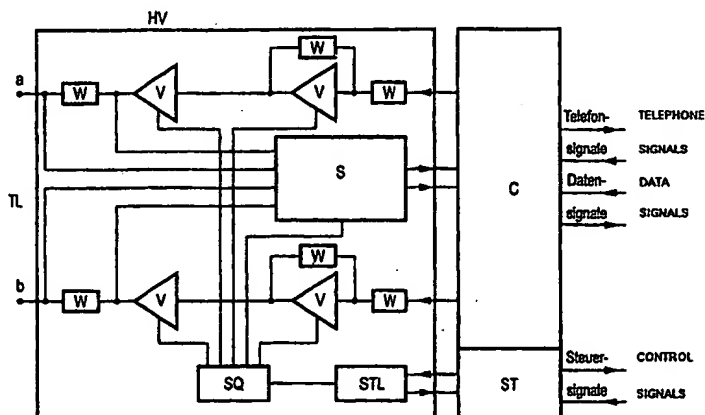 HV
W
a
W
V
V
W
Telefon- TELEPHONE
signale SIGNALS
S
Daten- DATA
C
TL
signale SIGNALS
W
b
W
V
V
W
Steuer- CONTROL
SQ
STL
ST
signale SIGNALS